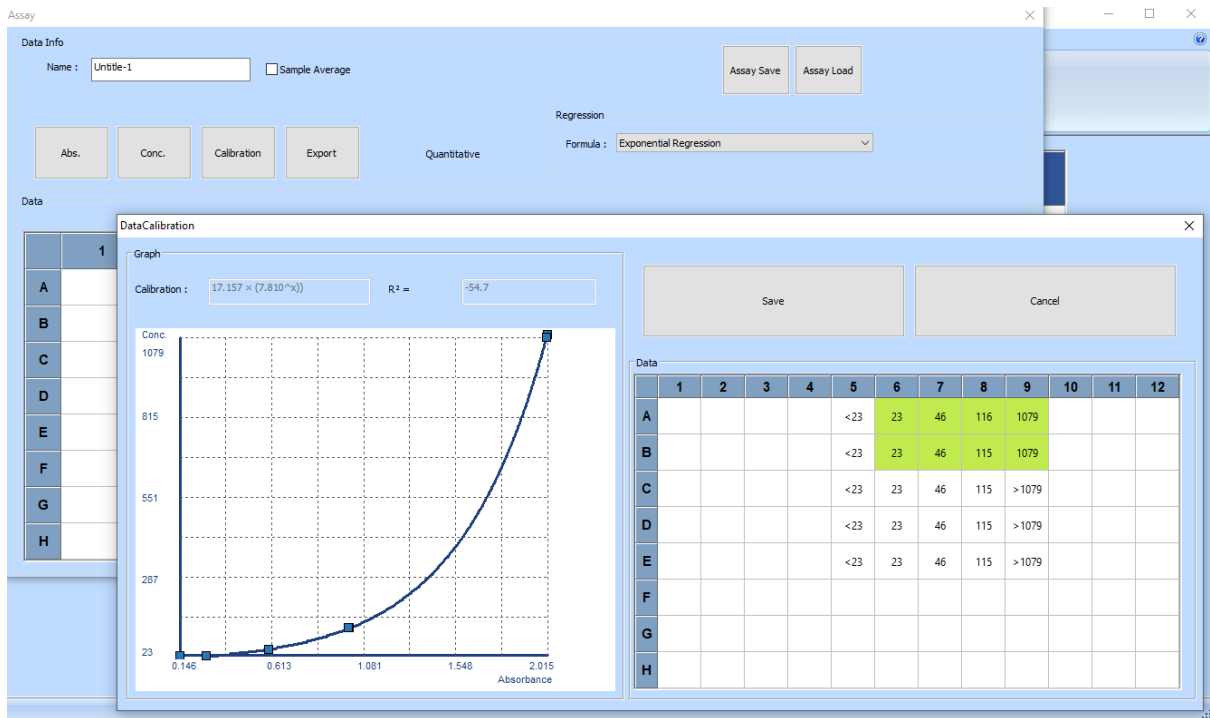 Assay
Data Info
Name : Untitle-1 Sample Average Assay Save Assay Load
Regression
Formula : Exponential Regression
Abs. Conc. Calibration Export Quantitative
Data
1
A
B
C
D
E
F
G
H
DataCalibration
Graph
Calibration : 17.157 × (7.810^x)) R² = -54.7
Save Cancel
Conc.
1079
815
551
287
23
0.146 0.613 1.081 1.548 2.015
Absorbance
Data
1 2 3 4 5 6 7 8 9 10 11 12
A <23 23 46 116 1079
B <23 23 46 115 1079
C <23 23 46 115 >1079
D <23 23 46 115 >1079
E <23 23 46 115 >1079
F
G
H